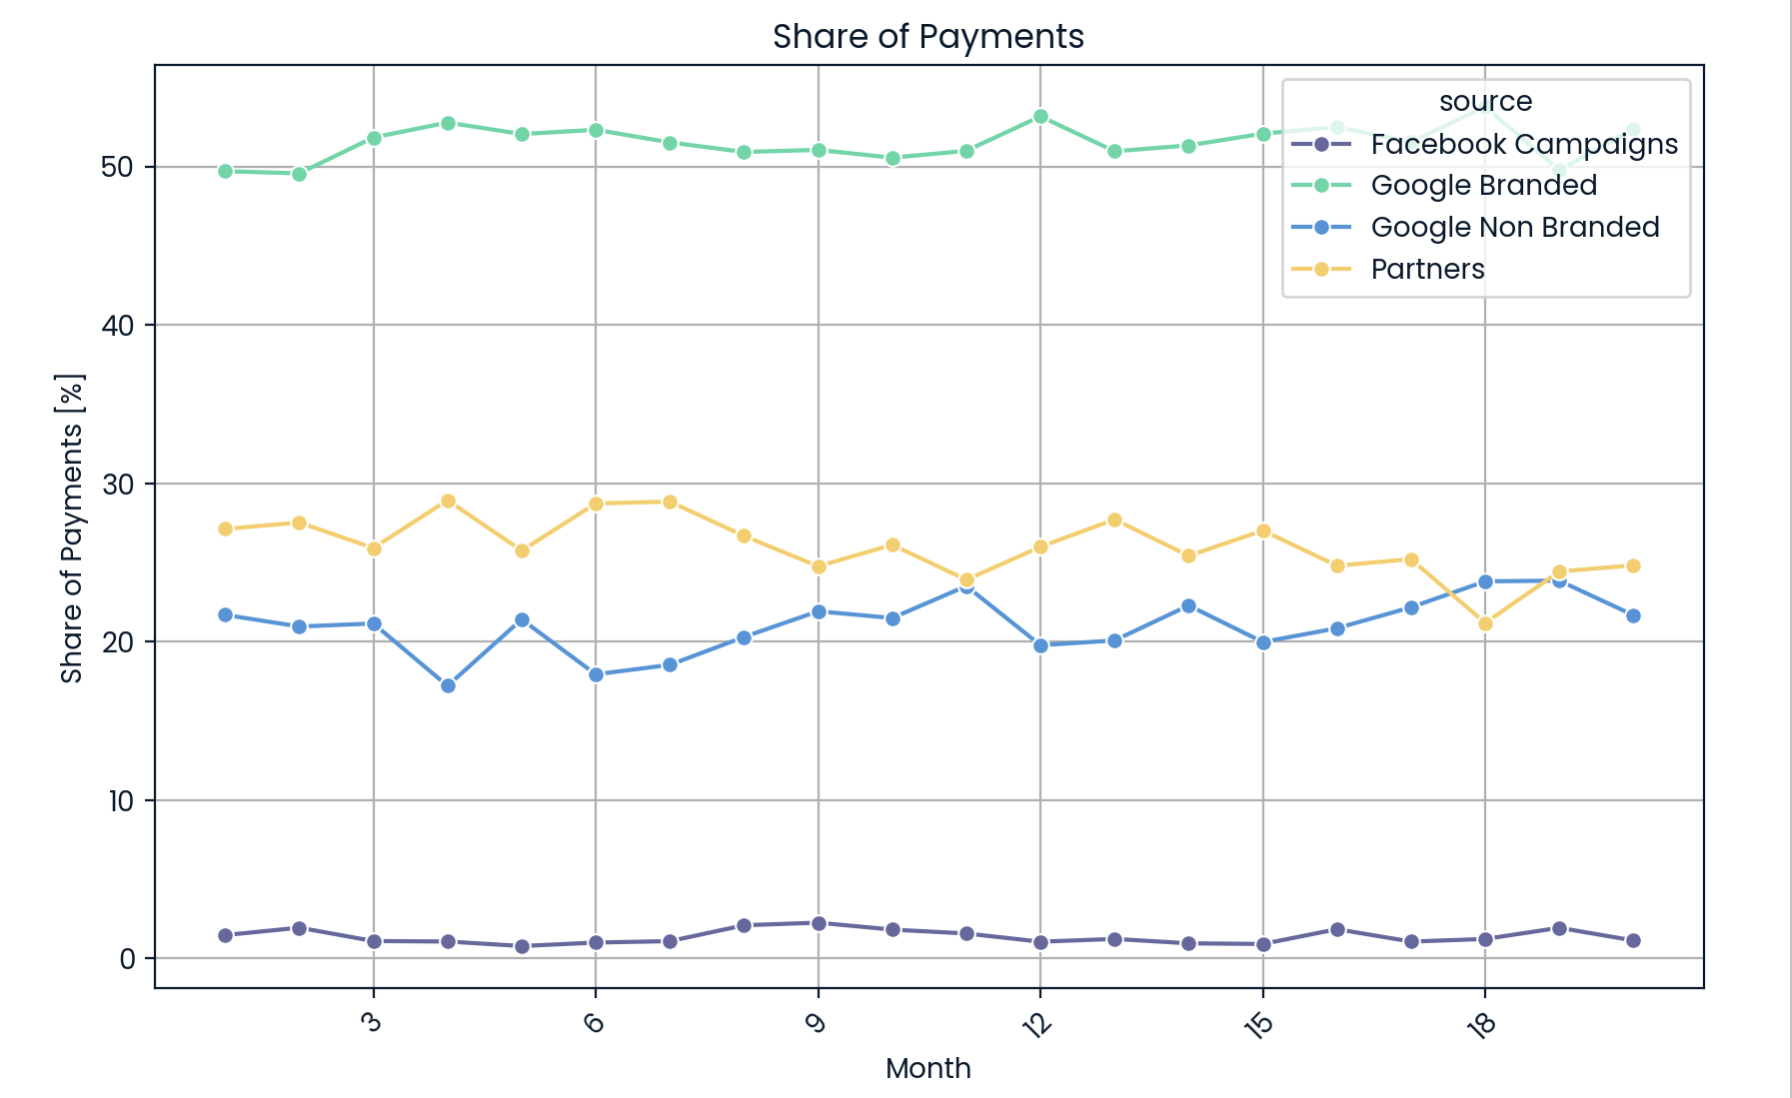 Share of Payments
source
Facebook Campaigns
Google Branded
Google Non Branded
Partners
Share of Payments [%]
50
40
30
20
10
0
3
6
9
12
15
18
Month